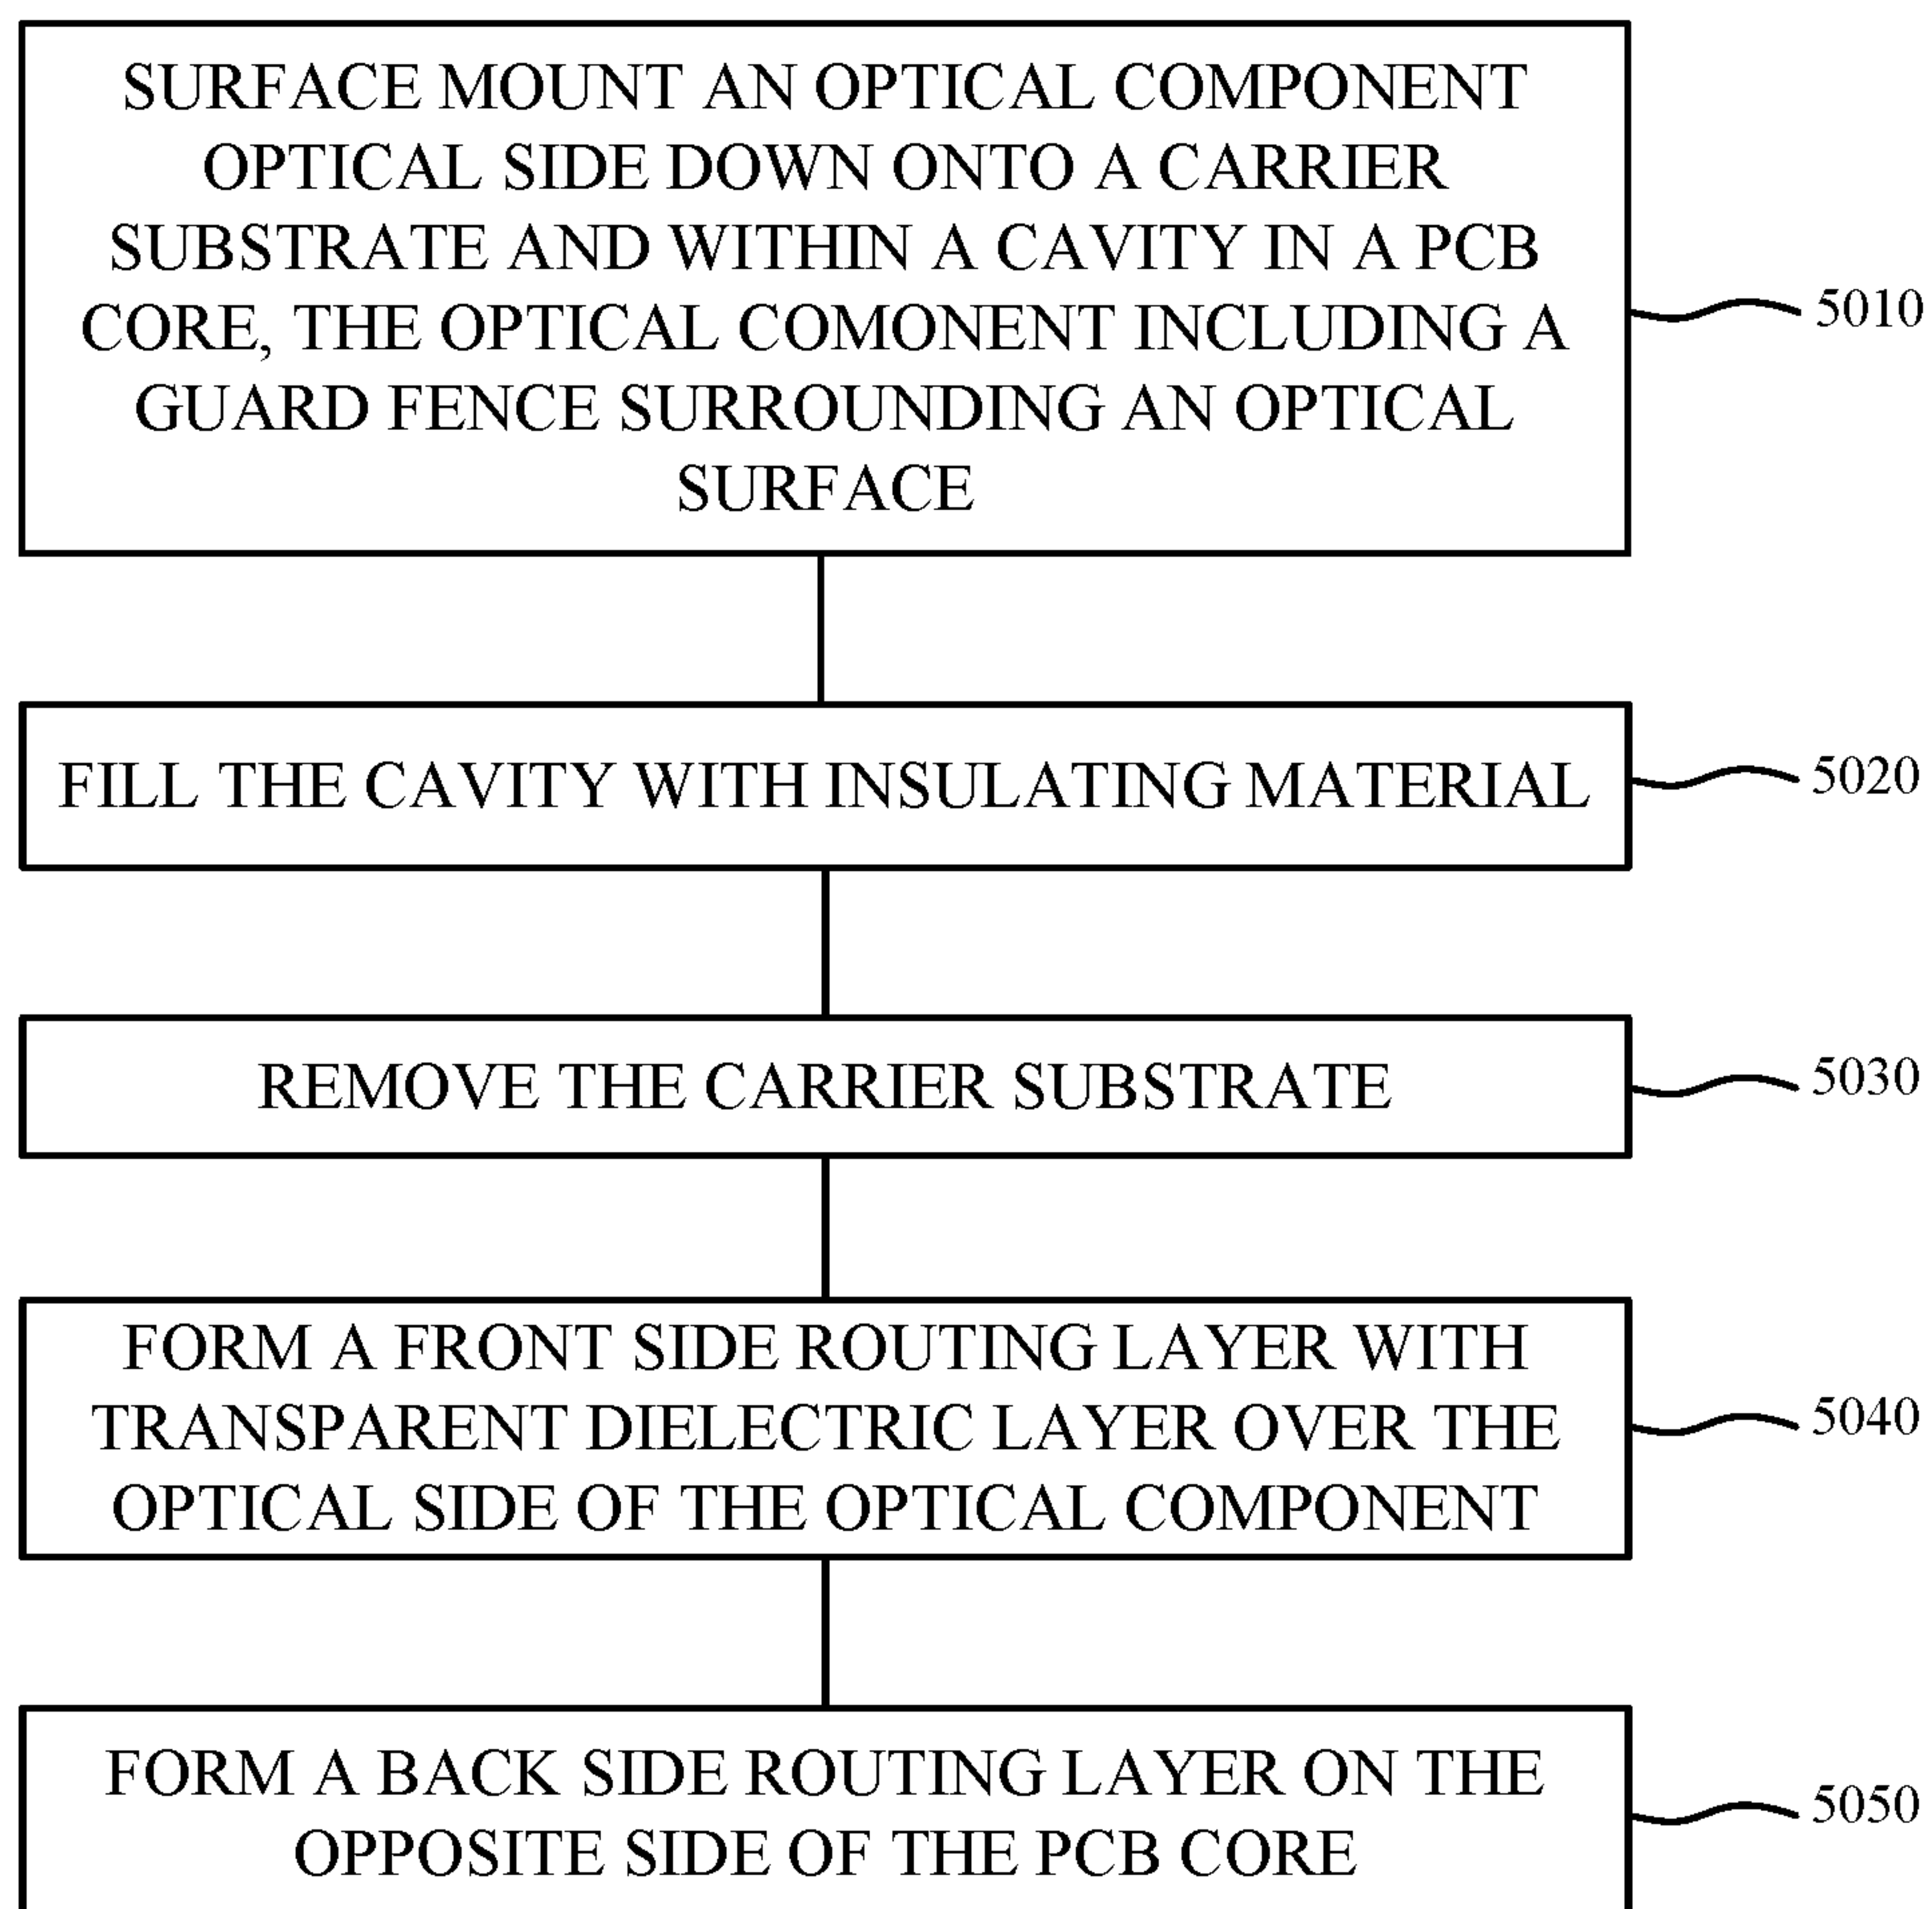 SURFACE MOUNT AN OPTICAL COMPONENT
OPTICAL SIDE DOWN ONTO A CARRIER
SUBSTRATE AND WITHIN A CAVITY IN A PCB
CORE, THE OPTICAL COMONENT INCLUDING A
GUARD FENCE SURROUNDING AN OPTICAL
SURFACE
5010
FILL THE CAVITY WITH INSULATING MATERIAL
5020
REMOVE THE CARRIER SUBSTRATE
5030
FORM A FRONT SIDE ROUTING LAYER WITH
TRANSPARENT DIELECTRIC LAYER OVER THE
OPTICAL SIDE OF THE OPTICAL COMPONENT
5040
FORM A BACK SIDE ROUTING LAYER ON THE
OPPOSITE SIDE OF THE PCB CORE
5050